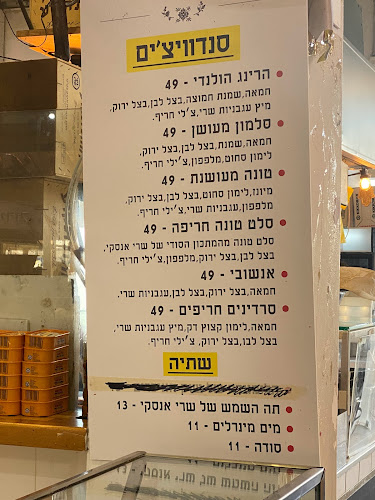 סנדוויצ'ים
הרינג הולנדי - 49
חמאה, שמנת חמוצה, בצל לבן, בצל ירוק,
מיץ עגבניות שרי, צ'ילי חריף.
סלמון מעושן - 49
חמאה, שמנת, בצל לבן, בצל ירוק,
לימון סחוט, מלפפון, צ'ילי חריף.
טונה מעושנת - 49
מיונז, לימון סחוט, בצל לבן, בצל ירוק,
מלפפון, עגבניות שרי, צ'ילי חריף.
סלט טונה חריפה - 49
סלט טונה מהמתכון הסודי של שרי אנסקי,
בצל לבן, בצל ירוק, מלפפון, צ'ילי חריף.
אנשובי - 49
חמאה, בצל ירוק, בצל לבן, עגבניות שרי.
סרדינים חריפים - 49
חמאה, לימון קצוץ דק, מיץ עגבניות שרי,
בצל לבן, בצל ירוק, צ'ילי חריף.
שתיה
תה השמש של שרי אנסקי - 13
מים מינרלים - 11
סודה - 11